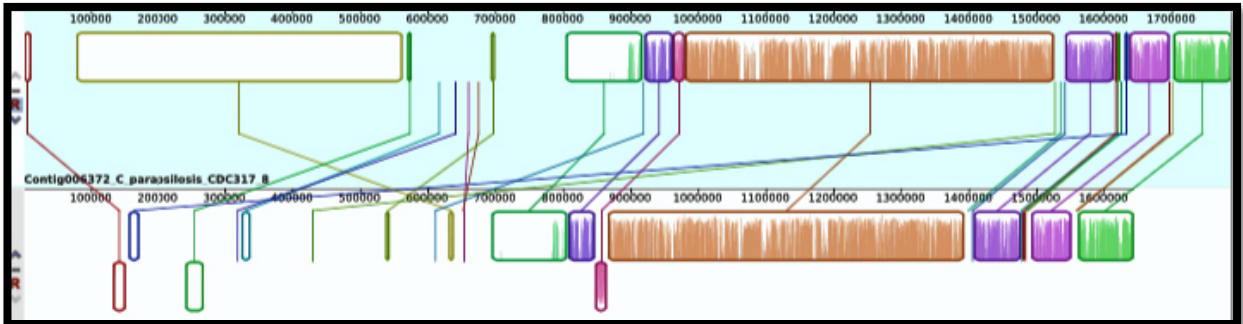 100000 200000 300000 400000 500000 600000 700000 800000 900000 1000000 1100000 1200000 1300000 1400000 1500000 1600000 1700000
R
Contig006372_C_parapsilosis_CDC317_8
100000 200000 300000 400000 500000 600000 700000 800000 900000 1000000 1100000 1200000 1300000 1400000 1500000 1600000
R